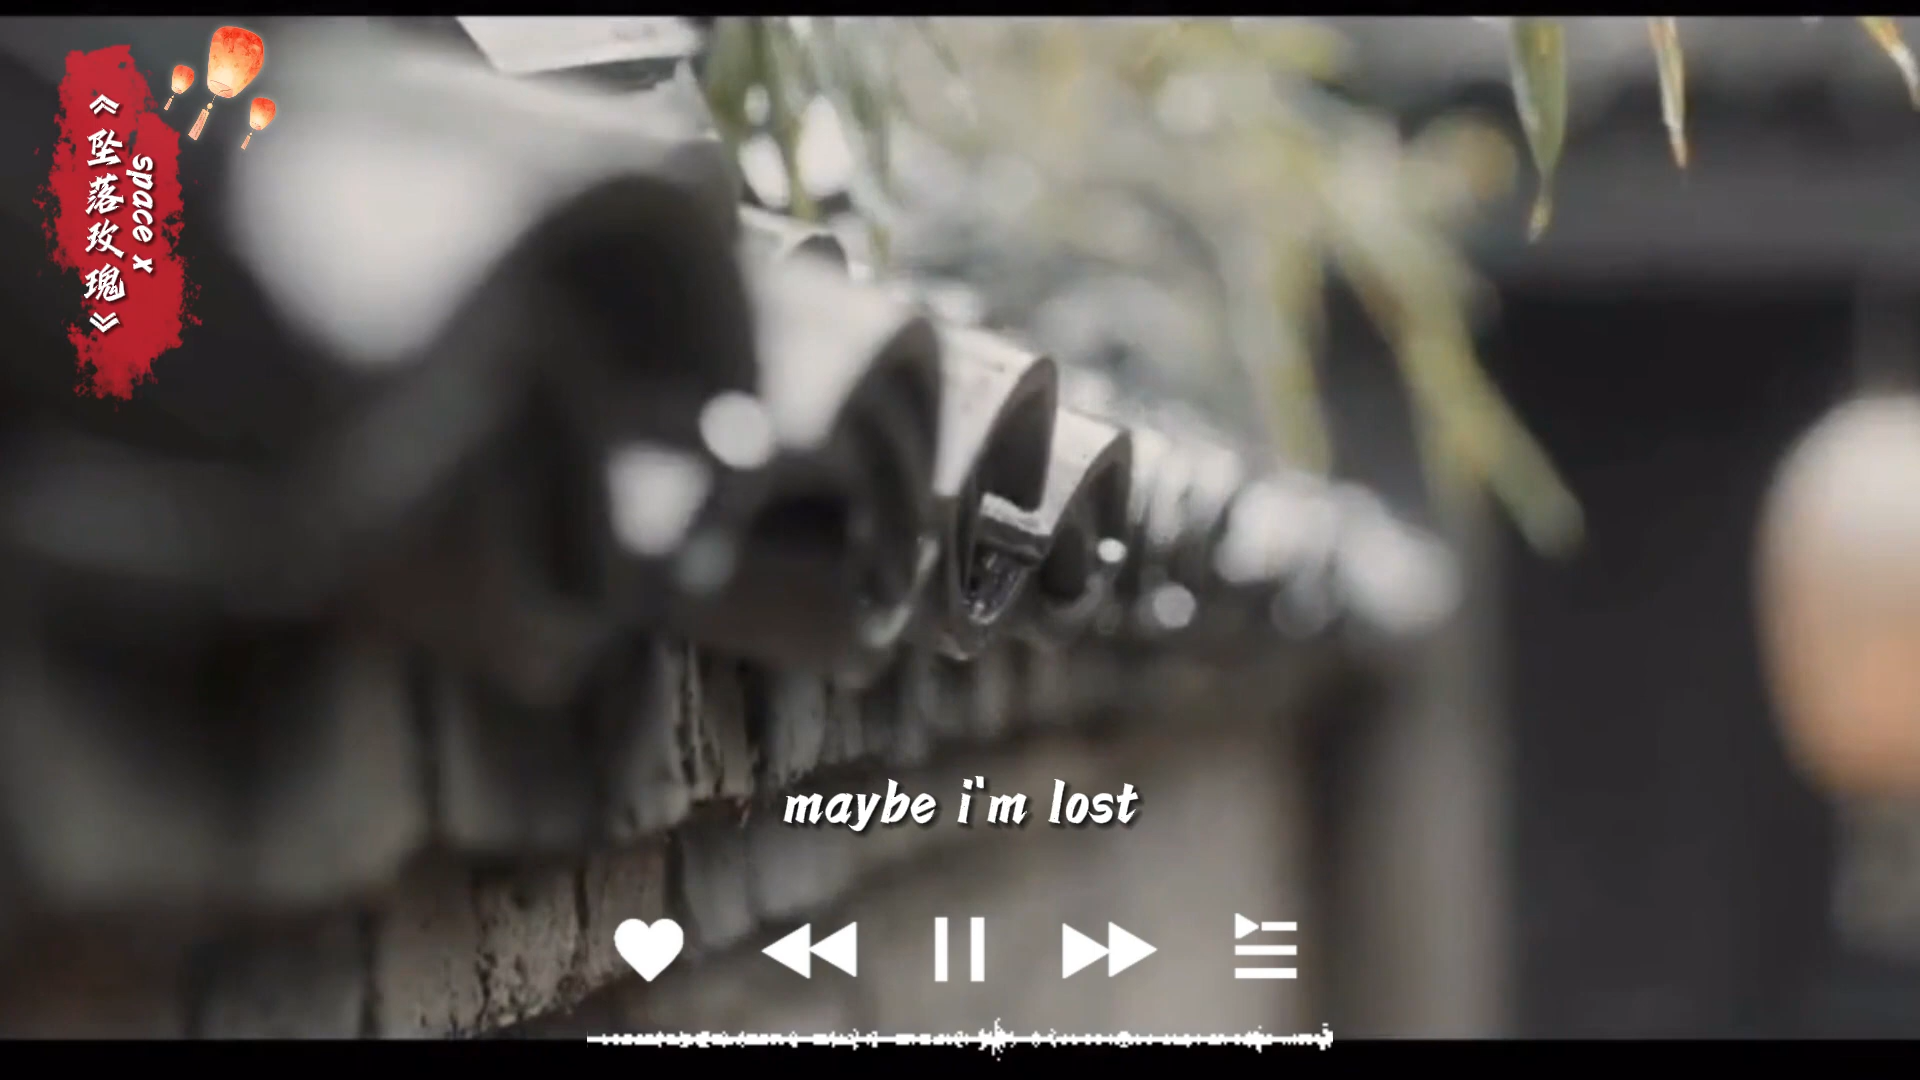 《坠落玫瑰》
space x
maybe i'm lost